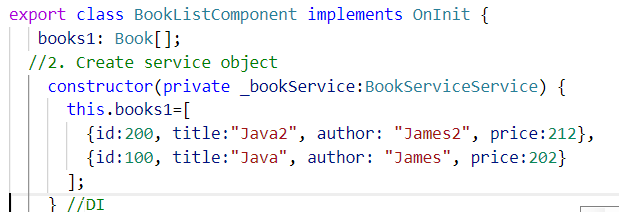 export class BookListComponent implements OnInit {
books1: Book[];
//2. Create service object
constructor(private _bookService:BookServiceService) {
this.books1=[
{id:200, title:"Java2", author: "James2", price:212},
{id:100, title:"Java", author: "James", price:202}
];
} //DI